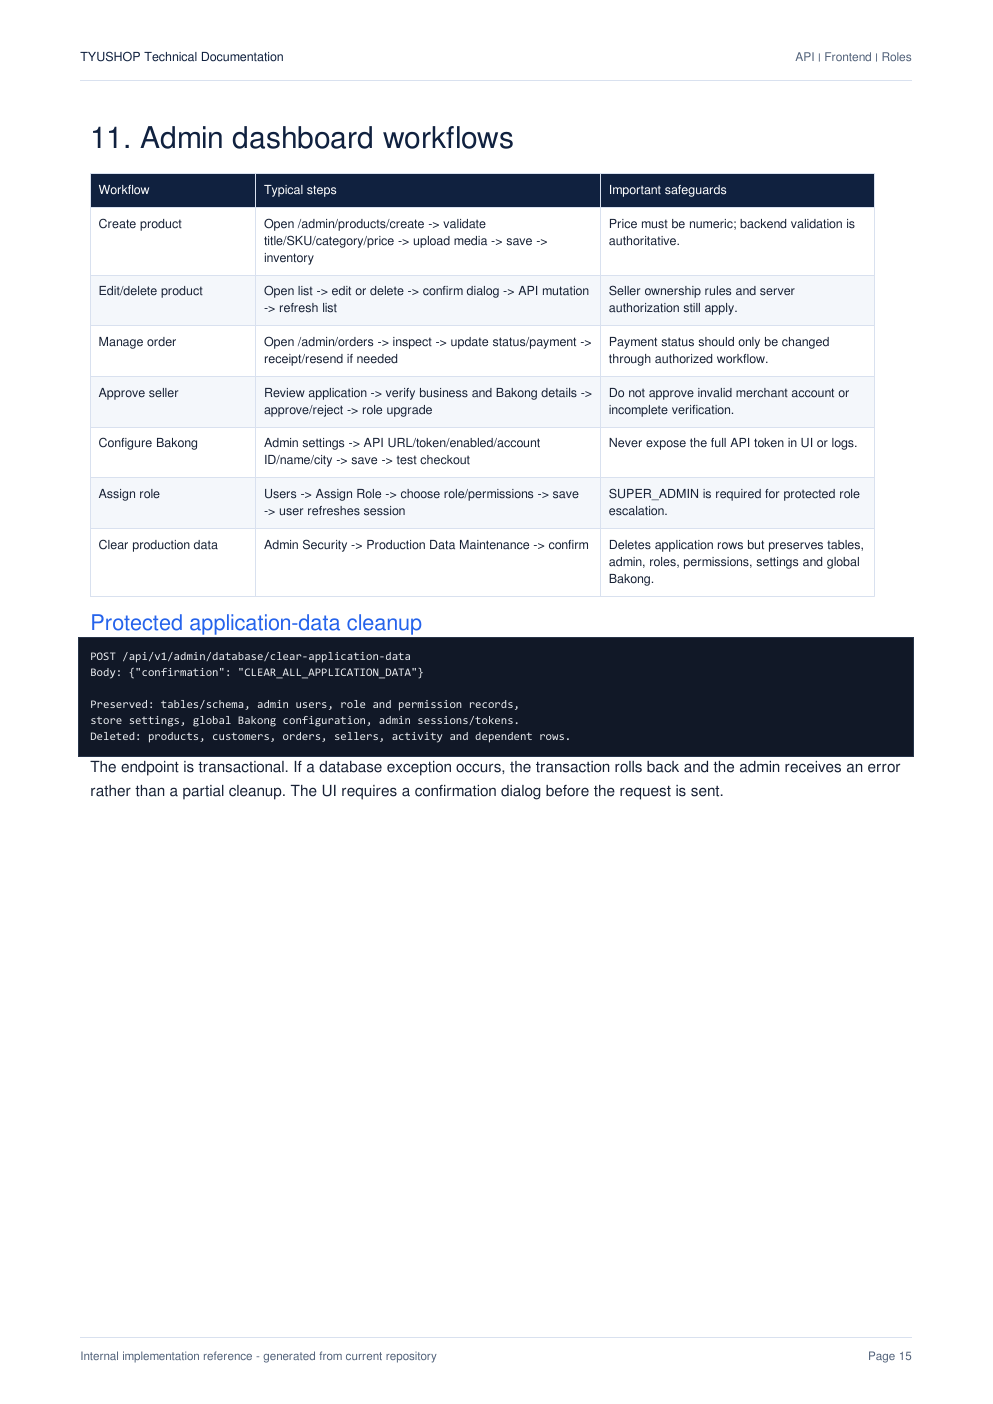 TYUSHOP Technical Documentation
API | Frontend | Roles
11. Admin dashboard workflows
Workflow
Typical steps
Important safeguards
Create product
Open /admin/products/create -> validate
title/SKU/category/price -> upload media -> save ->
inventory
Price must be numeric; backend validation is
authoritative.
Edit/delete product
Open list -> edit or delete -> confirm dialog -> API mutation
-> refresh list
Seller ownership rules and server
authorization still apply.
Manage order
Open /admin/orders -> inspect -> update status/payment ->
receipt/resend if needed
Payment status should only be changed
through authorized workflow.
Approve seller
Review application -> verify business and Bakong details ->
approve/reject -> role upgrade
Do not approve invalid merchant account or
incomplete verification.
Configure Bakong
Admin settings -> API URL/token/enabled/account
ID/name/city -> save -> test checkout
Never expose the full API token in UI or logs.
Assign role
Users -> Assign Role -> choose role/permissions -> save
-> user refreshes session
SUPER_ADMIN is required for protected role
escalation.
Clear production data
Admin Security -> Production Data Maintenance -> confirm
Deletes application rows but preserves tables,
admin, roles, permissions, settings and global
Bakong.
Protected application-data cleanup
POST /api/v1/admin/database/clear-application-data
Body: {"confirmation": "CLEAR_ALL_APPLICATION_DATA"}
Preserved: tables/schema, admin users, role and permission records,
store settings, global Bakong configuration, admin sessions/tokens.
Deleted: products, customers, orders, sellers, activity and dependent rows.
The endpoint is transactional. If a database exception occurs, the transaction rolls back and the admin receives an error
rather than a partial cleanup. The UI requires a confirmation dialog before the request is sent.
Internal implementation reference - generated from current repository
Page 15